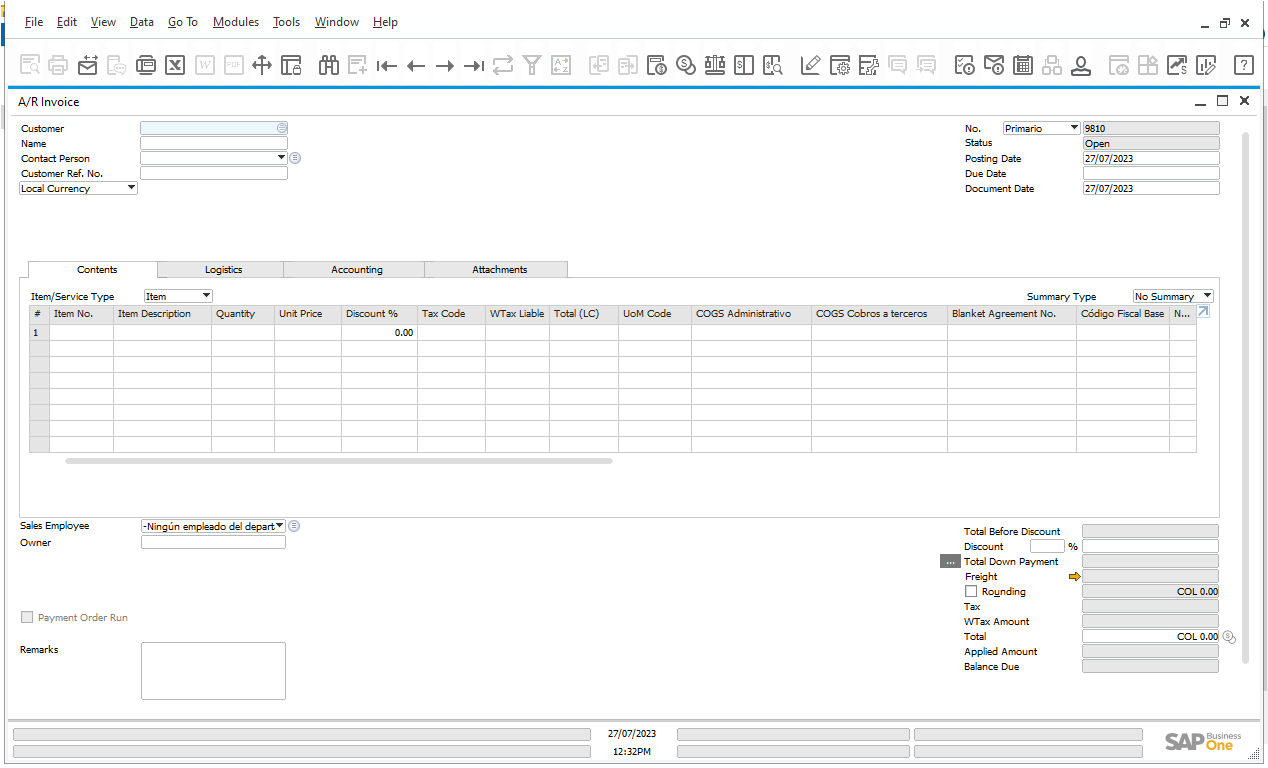 File Edit View Data Go To Modules Tools Window Help
A/R Invoice
Customer
Name
Contact Person
Customer Ref. No.
Local Currency
No. Primario 9810
Status Open
Posting Date 27/07/2023
Due Date
Document Date 27/07/2023
Contents Logistics Accounting Attachments
Item/Service Type Item Summary Type No Summary
# Item No. Item Description Quantity Unit Price Discount % Tax Code WTax Liable Total (LC) UoM Code COGS Administrativo COGS Cobros a terceros Blanket Agreement No. Código Fiscal Base N...
1 0.00
Sales Employee -Ningún empleado del depart
Owner
Payment Order Run
Remarks
Total Before Discount
Discount %
... Total Down Payment
Freight
Rounding COL 0.00
Tax
WTax Amount
Total COL 0.00
Applied Amount
Balance Due
27/07/2023
12:32PM
SAP Business One